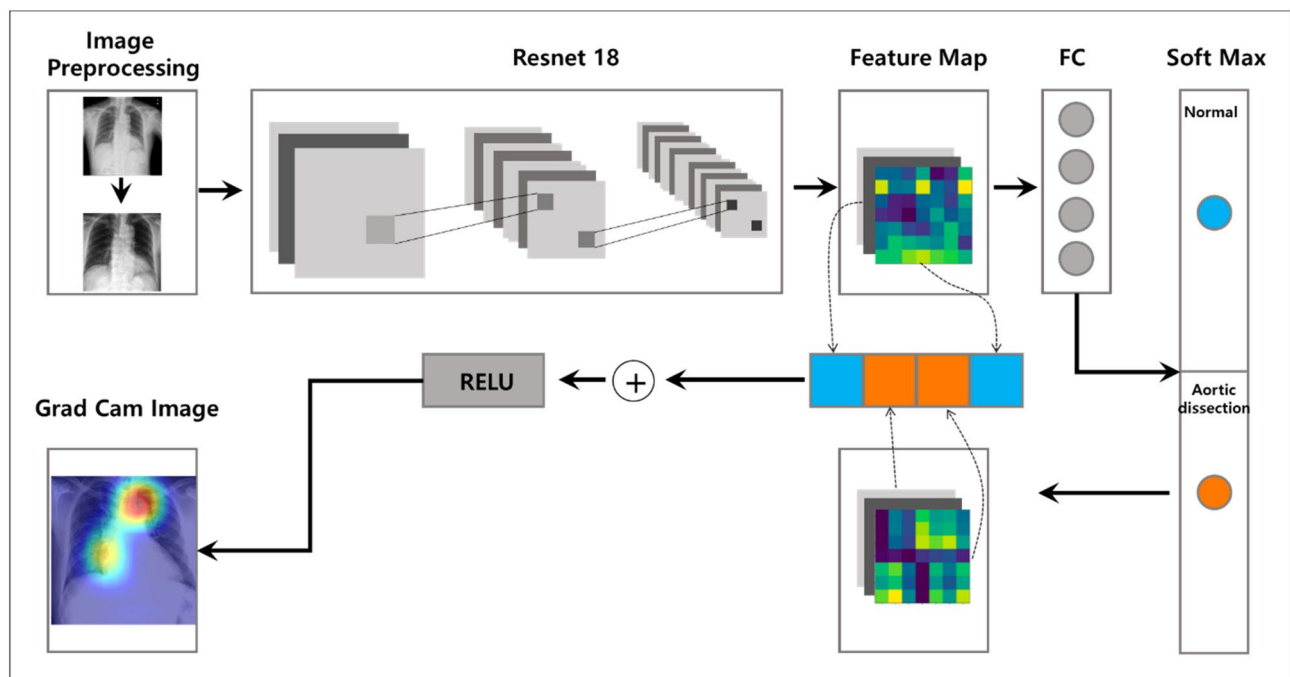 Image
Preprocessing
Resnet 18
Feature Map
FC
Soft Max
Normal
RELU
+
Aortic
dissection
Grad Cam Image